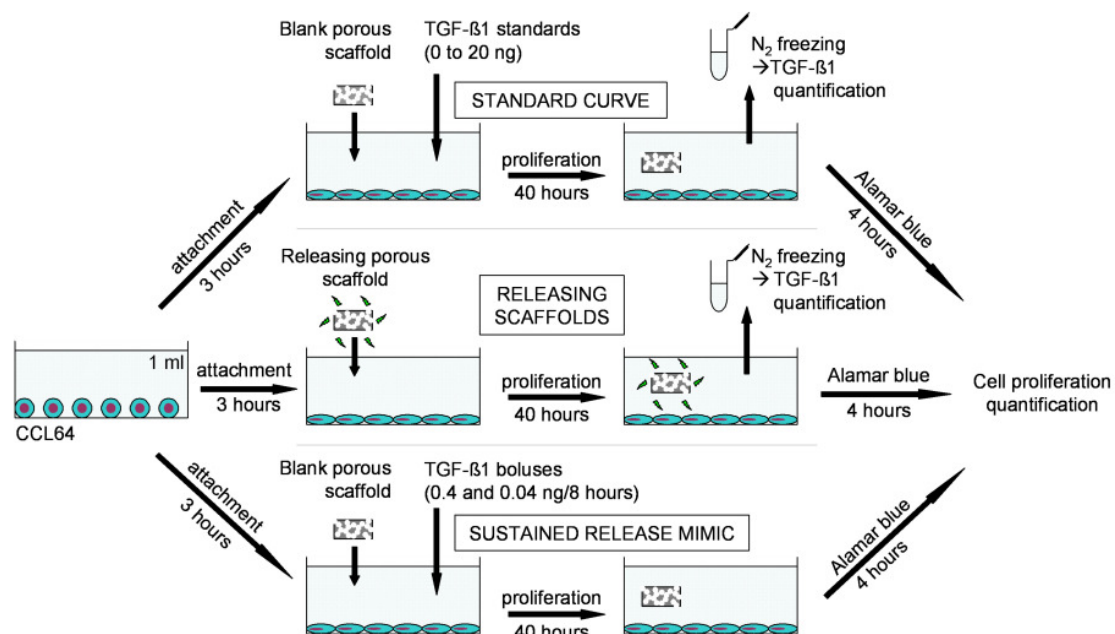 Blank porous
scaffold
TGF-ß1 standards
(0 to 20 ng)
STANDARD CURVE
N2 freezing
→TGF-ß1
quantification
proliferation
40 hours
attachment
3 hours
Alamar blue
4 hours
Releasing porous
scaffold
RELEASING
SCAFFOLDS
N2 freezing
→ TGF-ß1
quantification
1 ml
CCL64
attachment
3 hours
proliferation
40 hours
Alamar blue
4 hours
Cell proliferation
quantification
attachment
3 hours
Blank porous
scaffold
TGF-ß1 boluses
(0.4 and 0.04 ng/8 hours)
SUSTAINED RELEASE MIMIC
proliferation
40 hours
Alamar blue
4 hours